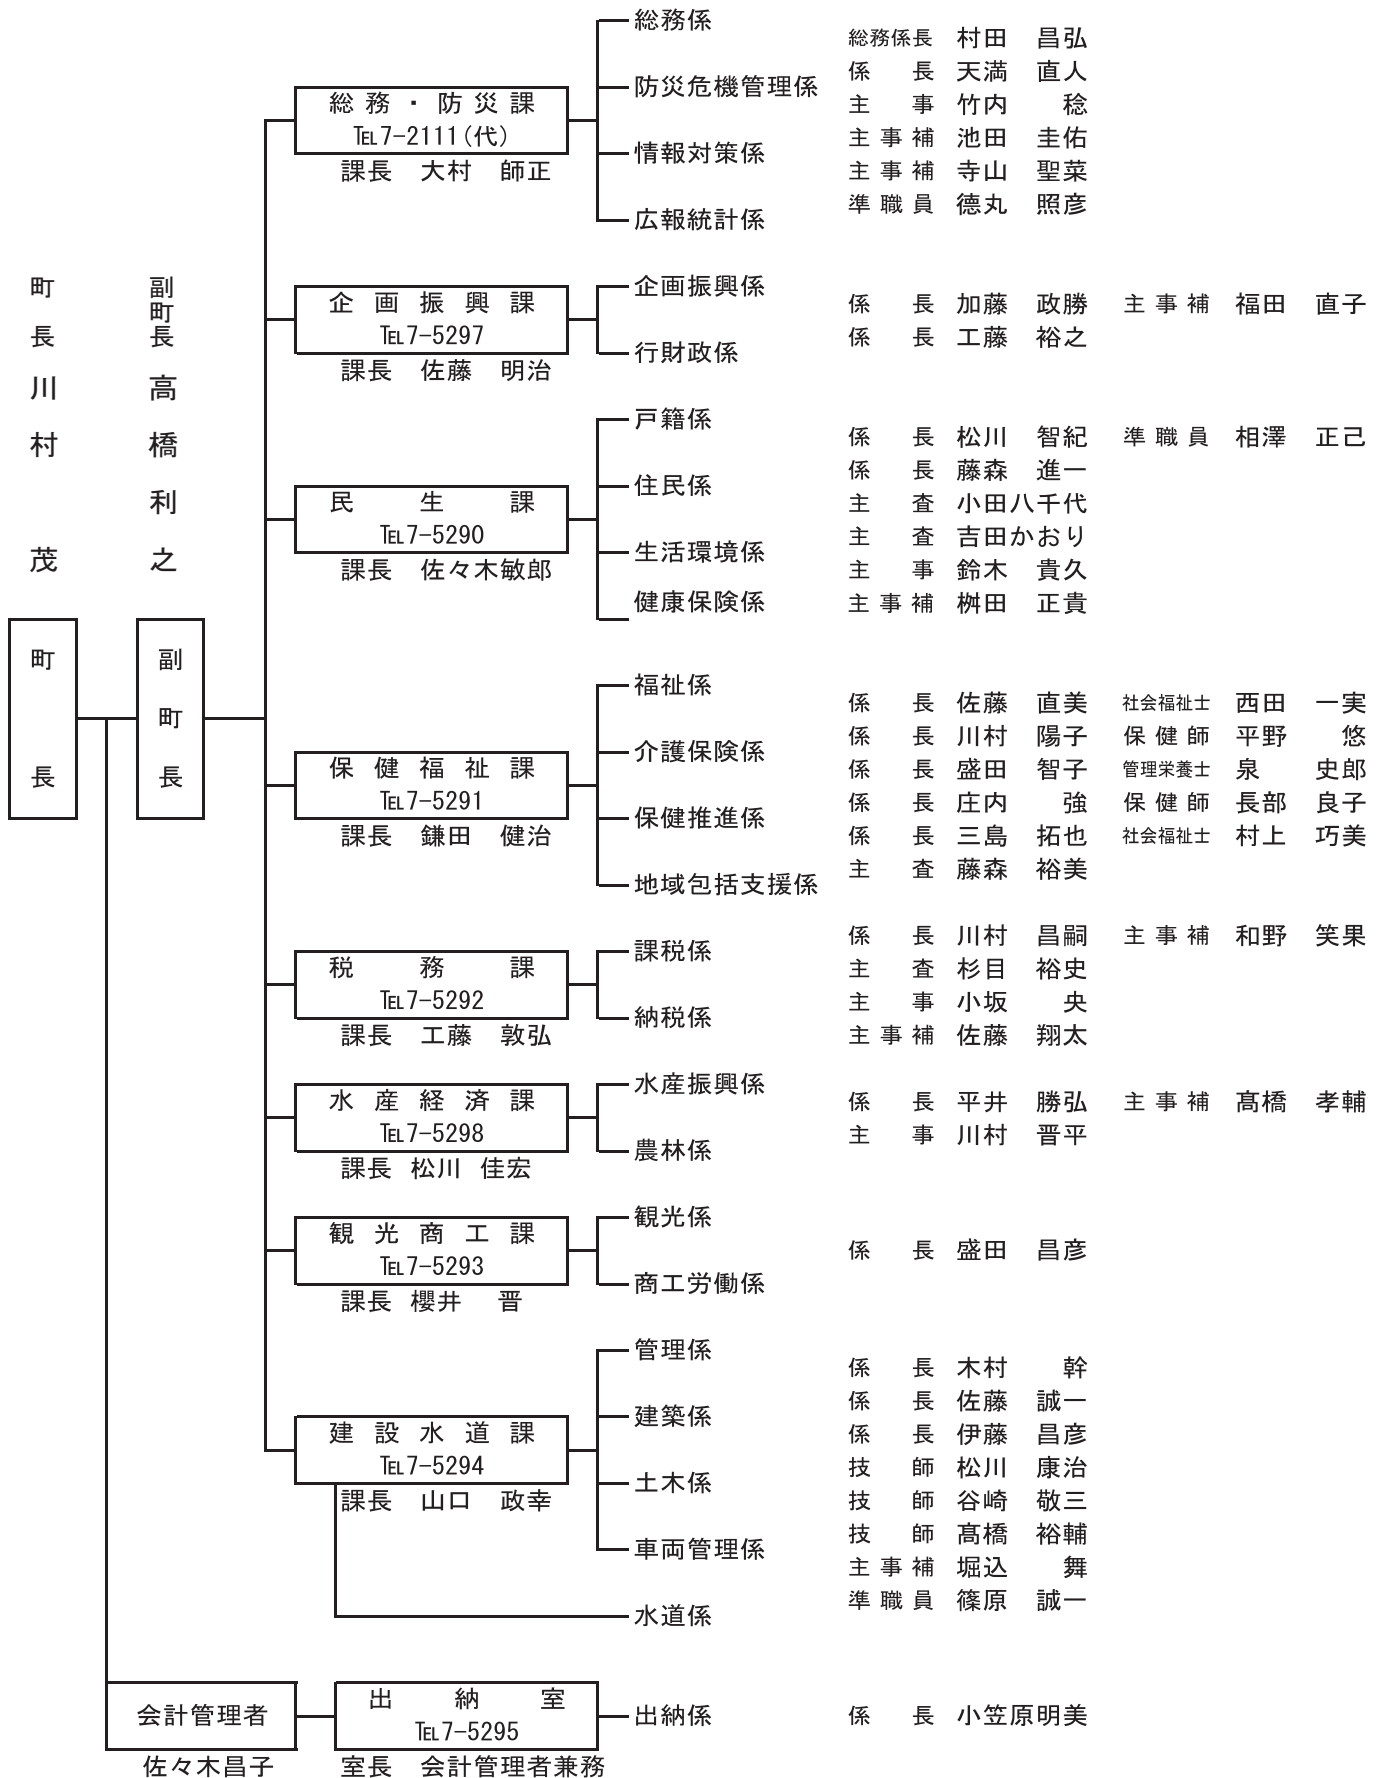 町長 川村 茂
副町長 高橋 利之
町長
副町長
総務・防災課
℡7-2111（代）
課長 大村 師正
総務係
防災危機管理係
情報対策係
広報統計係
総務係長 村田 昌弘
係長 天満 直人
主事 竹内 稔
主事補 池田 圭佑
主事補 寺山 聖菜
準職員 德丸 照彦
企画振興課
℡7-5297
課長 佐藤 明治
企画振興係
行財政係
係長 加藤 政勝 主事補 福田 直子
係長 工藤 裕之
民生課
℡7-5290
課長 佐々木敏郎
戸籍係
住民係
生活環境係
健康保険係
係長 松川 智紀 準職員 相澤 正己
係長 藤森 進一
主査 小田八千代
主査 吉田かおり
主事 鈴木 貴久
主事補 桝田 正貴
保健福祉課
℡7-5291
課長 鎌田 健治
福祉係
介護保険係
保健推進係
地域包括支援係
係長 佐藤 直美 社会福祉士 西田 一実
係長 川村 陽子 保健師 平野 悠
係長 盛田 智子 管理栄養士 泉 史郎
係長 庄内 強 保健師 長部 良子
係長 三島 拓也 社会福祉士 村上 巧美
主査 藤森 裕美
税務課
℡7-5292
課長 工藤 敦弘
課税係
納税係
係長 川村 昌嗣 主事補 和野 笑果
主査 杉目 裕史
主事 小坂 央
主事補 佐藤 翔太
水産経済課
℡7-5298
課長 松川 佳宏
水産振興係
農林係
係長 平井 勝弘 主事補 髙橋 孝輔
主事 川村 晋平
観光商工課
℡7-5293
課長 櫻井 晋
観光係
商工労働係
係長 盛田 昌彦
建設水道課
℡7-5294
課長 山口 政幸
管理係
建築係
土木係
車両管理係
水道係
係長 木村 幹
係長 佐藤 誠一
係長 伊藤 昌彦
技師 松川 康治
技師 谷崎 敬三
技師 髙橋 裕輔
主事補 堀込 舞
準職員 篠原 誠一
会計管理者
佐々木昌子
出納室
℡7-5295
室長 会計管理者兼務
出納係
係長 小笠原明美